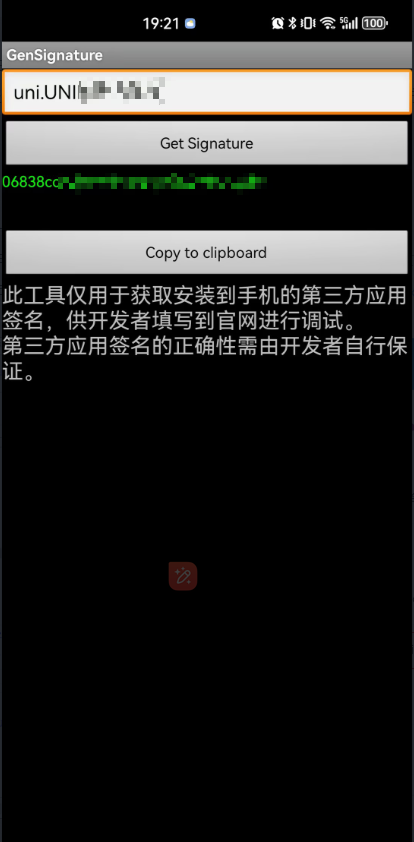 19:21
5G
100
GenSignature
uni.UNI
Get Signature
06838cc
Copy to clipboard
此工具仅用于获取安装到手机的第三方应用
签名，供开发者填写到官网进行调试。
第三方应用签名的正确性需由开发者自行保
证。